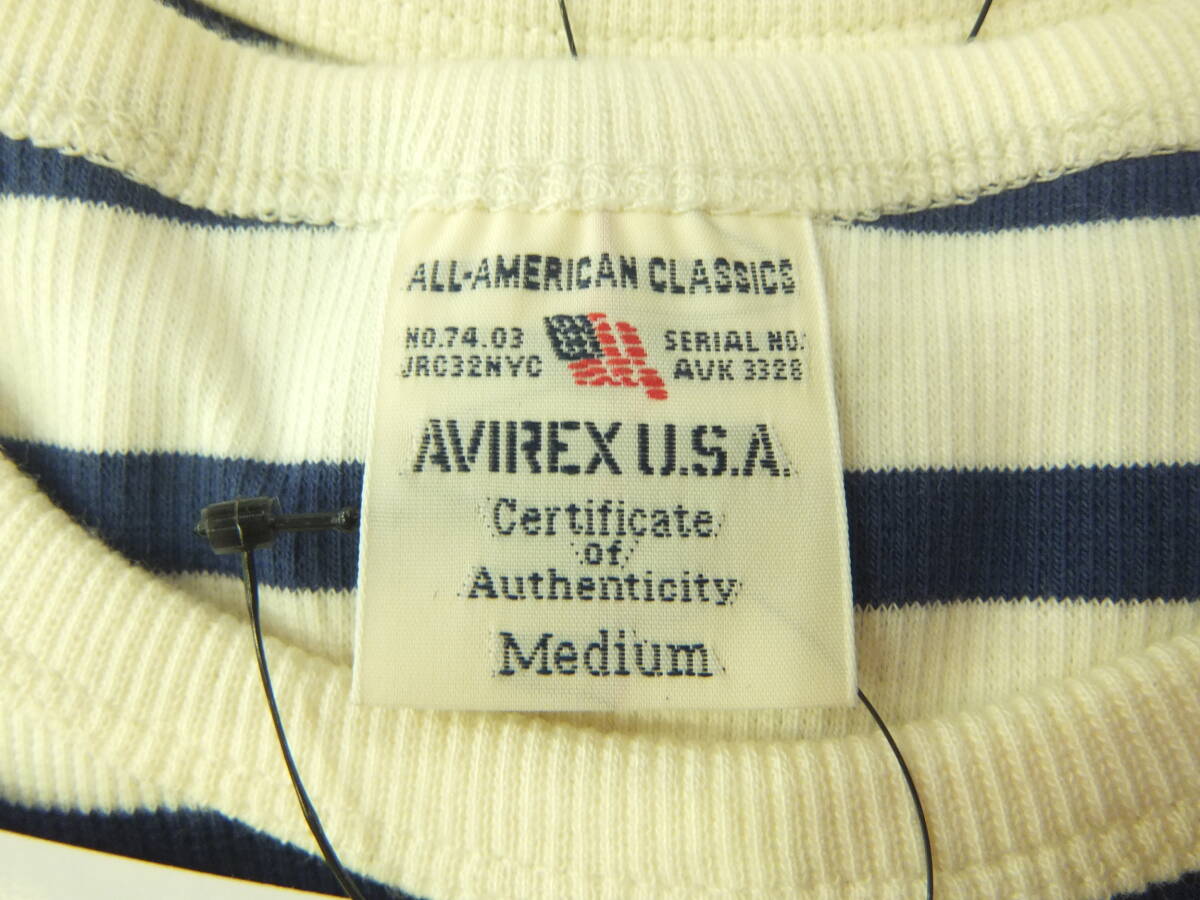 ALL-AMERICAN CLASSICS
NO.74.03
JRC32NYC
SERIAL NO:
AVK 3328
AVIREX U.S.A.
Certificate
of
Authenticity
Medium